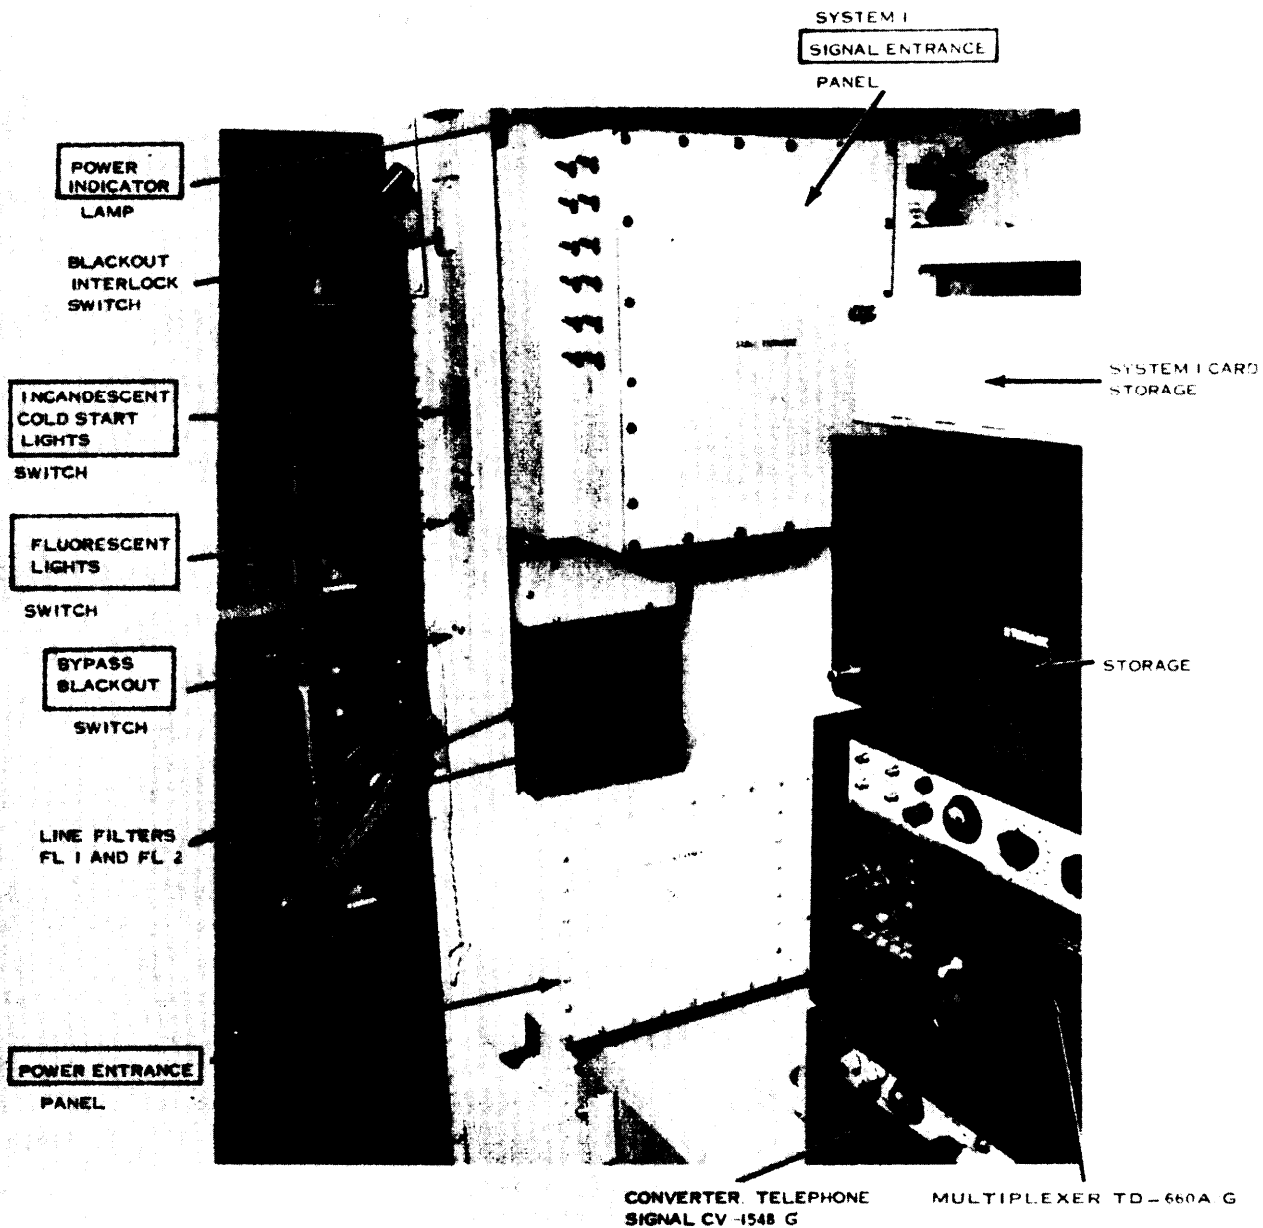 SYSTEM I
SIGNAL ENTRANCE
PANEL
POWER
INDICATOR
LAMP
BLACKOUT
INTERLOCK
SWITCH
INCANDESCENT
COLD START
LIGHTS
SWITCH
SYSTEM I CARD
STORAGE
FLUORESCENT
LIGHTS
SWITCH
BYPASS
BLACKOUT
SWITCH
STORAGE
LINE FILTERS
FL 1 AND FL 2
POWER ENTRANCE
PANEL
CONVERTER, TELEPHONE
SIGNAL CV-1548 G
MULTIPLEXER TD-660A G